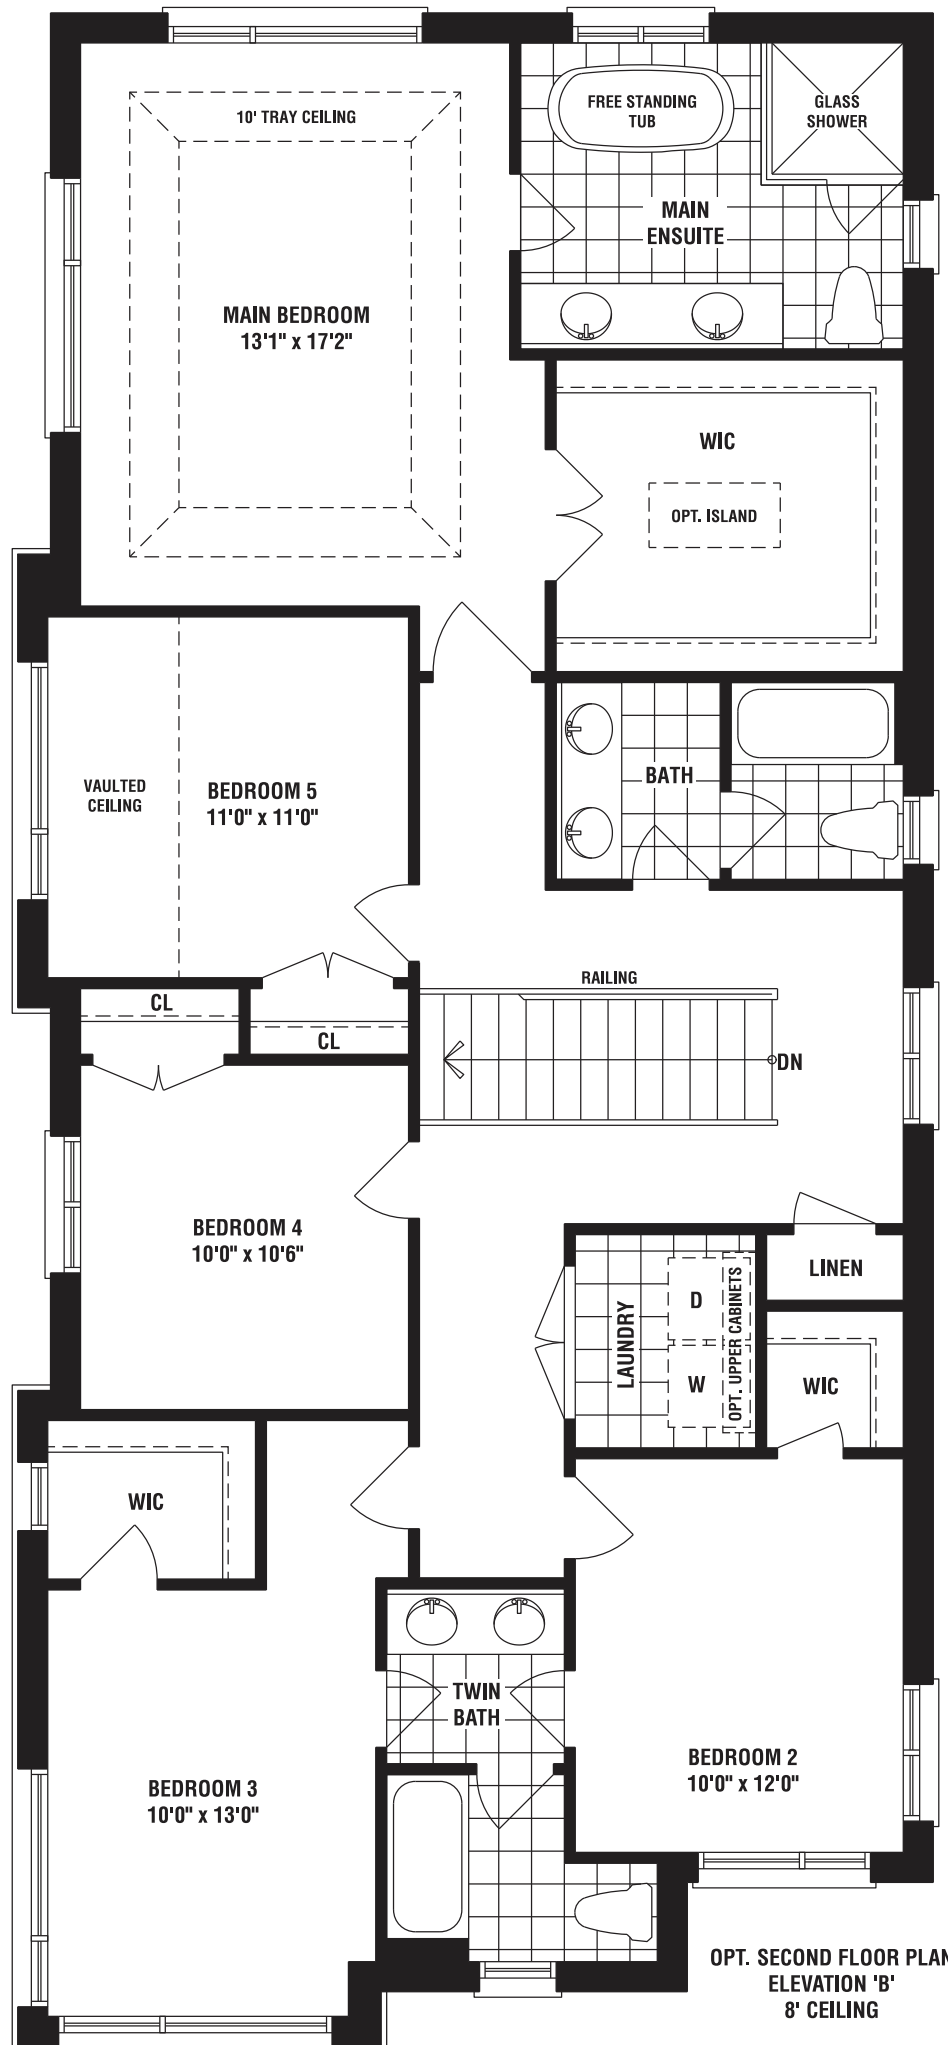 FREE STANDING
TUB
GLASS
SHOWER
10' TRAY CEILING
MAIN
ENSUITE
MAIN BEDROOM
13'1" x 17'2"
WIC
OPT. ISLAND
VAULTED
CEILING
BEDROOM 5
11'0" x 11'0"
BATH
RAILING
CL
CL
DN
BEDROOM 4
10'0" x 10'6"
LINEN
LAUNDRY
D
W
OPT. UPPER CABINETS
WIC
WIC
TWIN
BATH
BEDROOM 2
10'0" x 12'0"
BEDROOM 3
10'0" x 13'0"
OPT. SECOND FLOOR PLAN
ELEVATION 'B'
8' CEILING